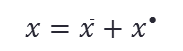 x = x̄ + x•